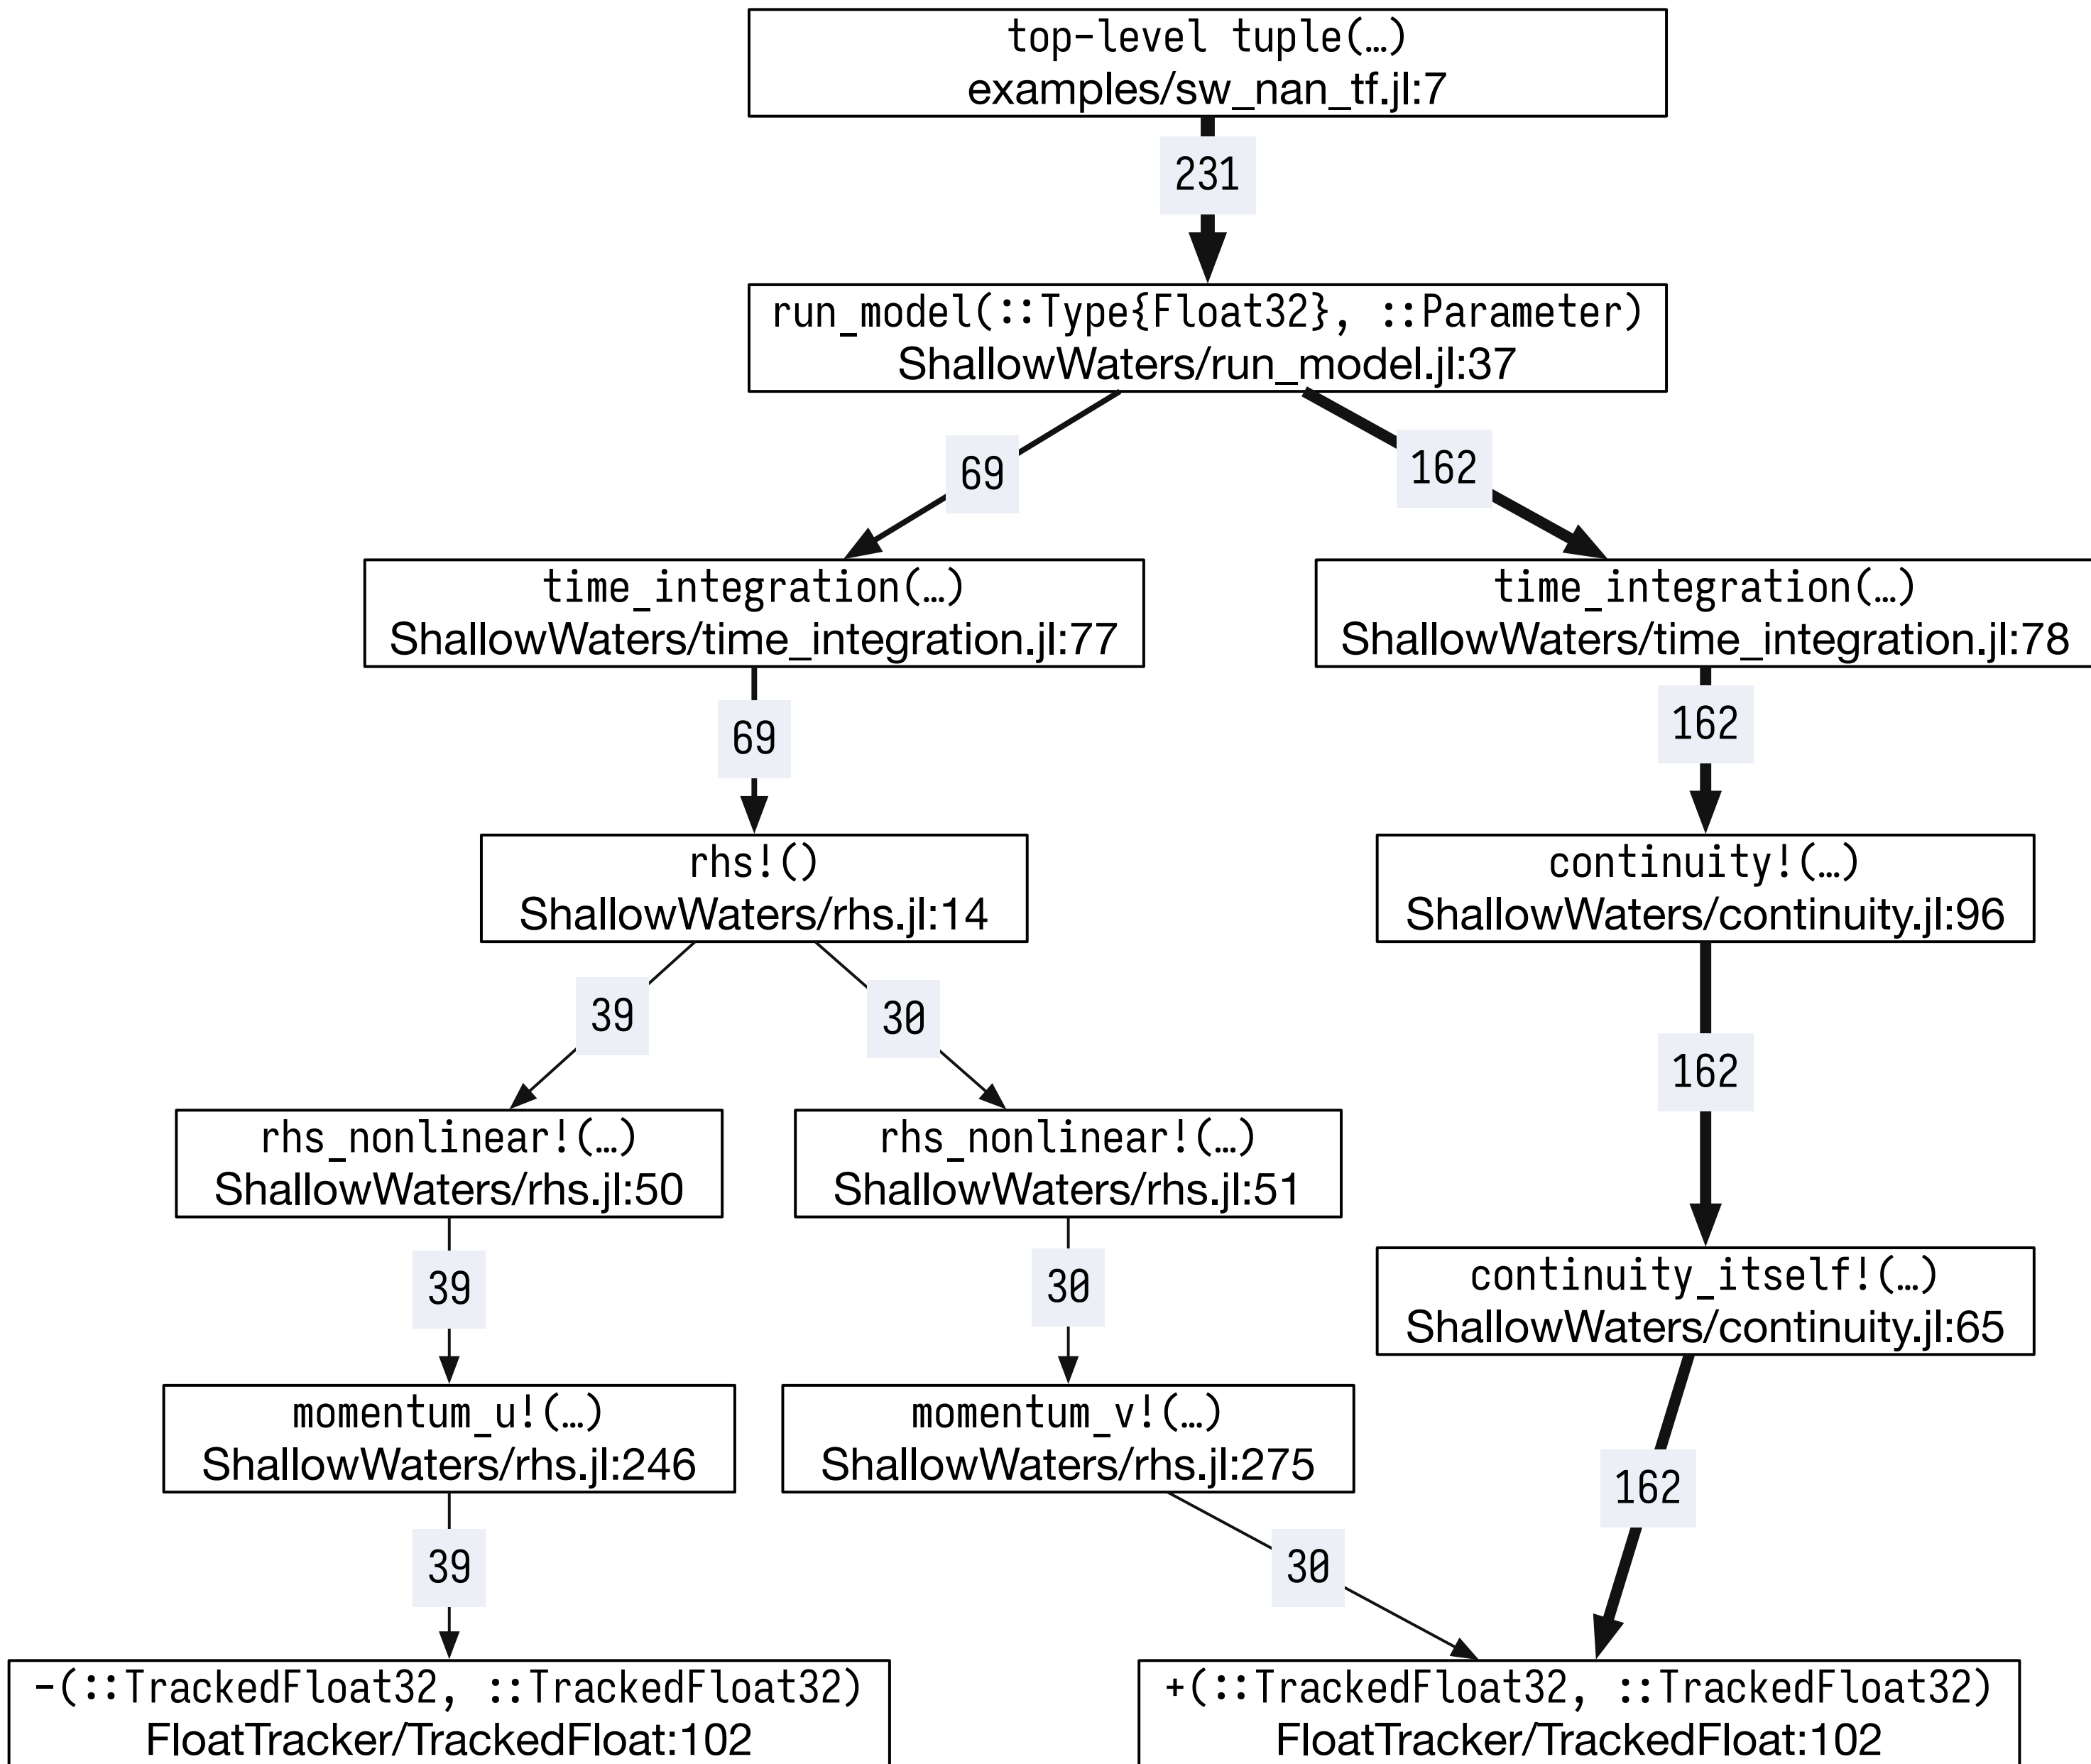 top-level tuple(…)
examples/sw_nan_tf.jl:7
231
run_model(::Type{Float32}, ::Parameter)
ShallowWaters/run_model.jl:37
69
162
time_integration(…)
ShallowWaters/time_integration.jl:77
time_integration(…)
ShallowWaters/time_integration.jl:78
69
162
rhs!()
ShallowWaters/rhs.jl:14
continuity!(…)
ShallowWaters/continuity.jl:96
39
30
162
rhs_nonlinear!(…)
ShallowWaters/rhs.jl:50
rhs_nonlinear!(…)
ShallowWaters/rhs.jl:51
39
30
continuity_itself!(…)
ShallowWaters/continuity.jl:65
momentum_u!(…)
ShallowWaters/rhs.jl:246
momentum_v!(…)
ShallowWaters/rhs.jl:275
162
39
30
-(::TrackedFloat32, ::TrackedFloat32)
FloatTracker/TrackedFloat:102
+(::TrackedFloat32, ::TrackedFloat32)
FloatTracker/TrackedFloat:102